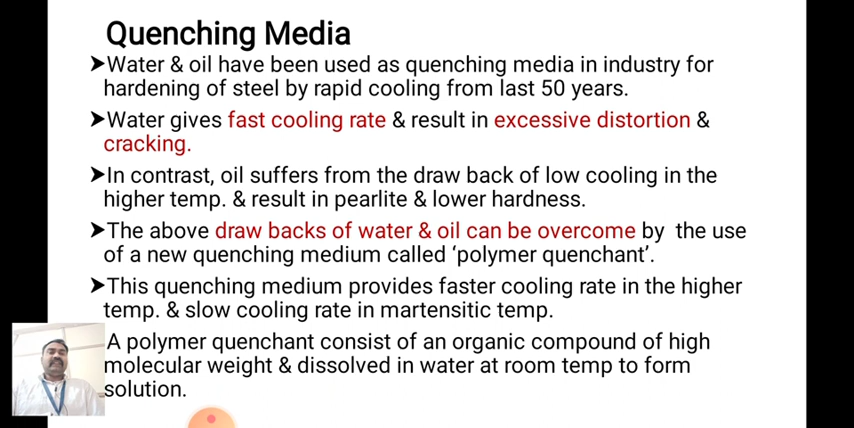 Quenching Media
➤Water & oil have been used as quenching media in industry for
hardening of steel by rapid cooling from last 50 years.
➤Water gives fast cooling rate & result in excessive distortion &
cracking.
➤In contrast, oil suffers from the draw back of low cooling in the
higher temp. & result in pearlite & lower hardness.
➤The above draw backs of water & oil can be overcome by the use
of a new quenching medium called ‘polymer quenchant’.
➤This quenching medium provides faster cooling rate in the higher
temp. & slow cooling rate in martensitic temp.
A polymer quenchant consist of an organic compound of high
molecular weight & dissolved in water at room temp to form
solution.